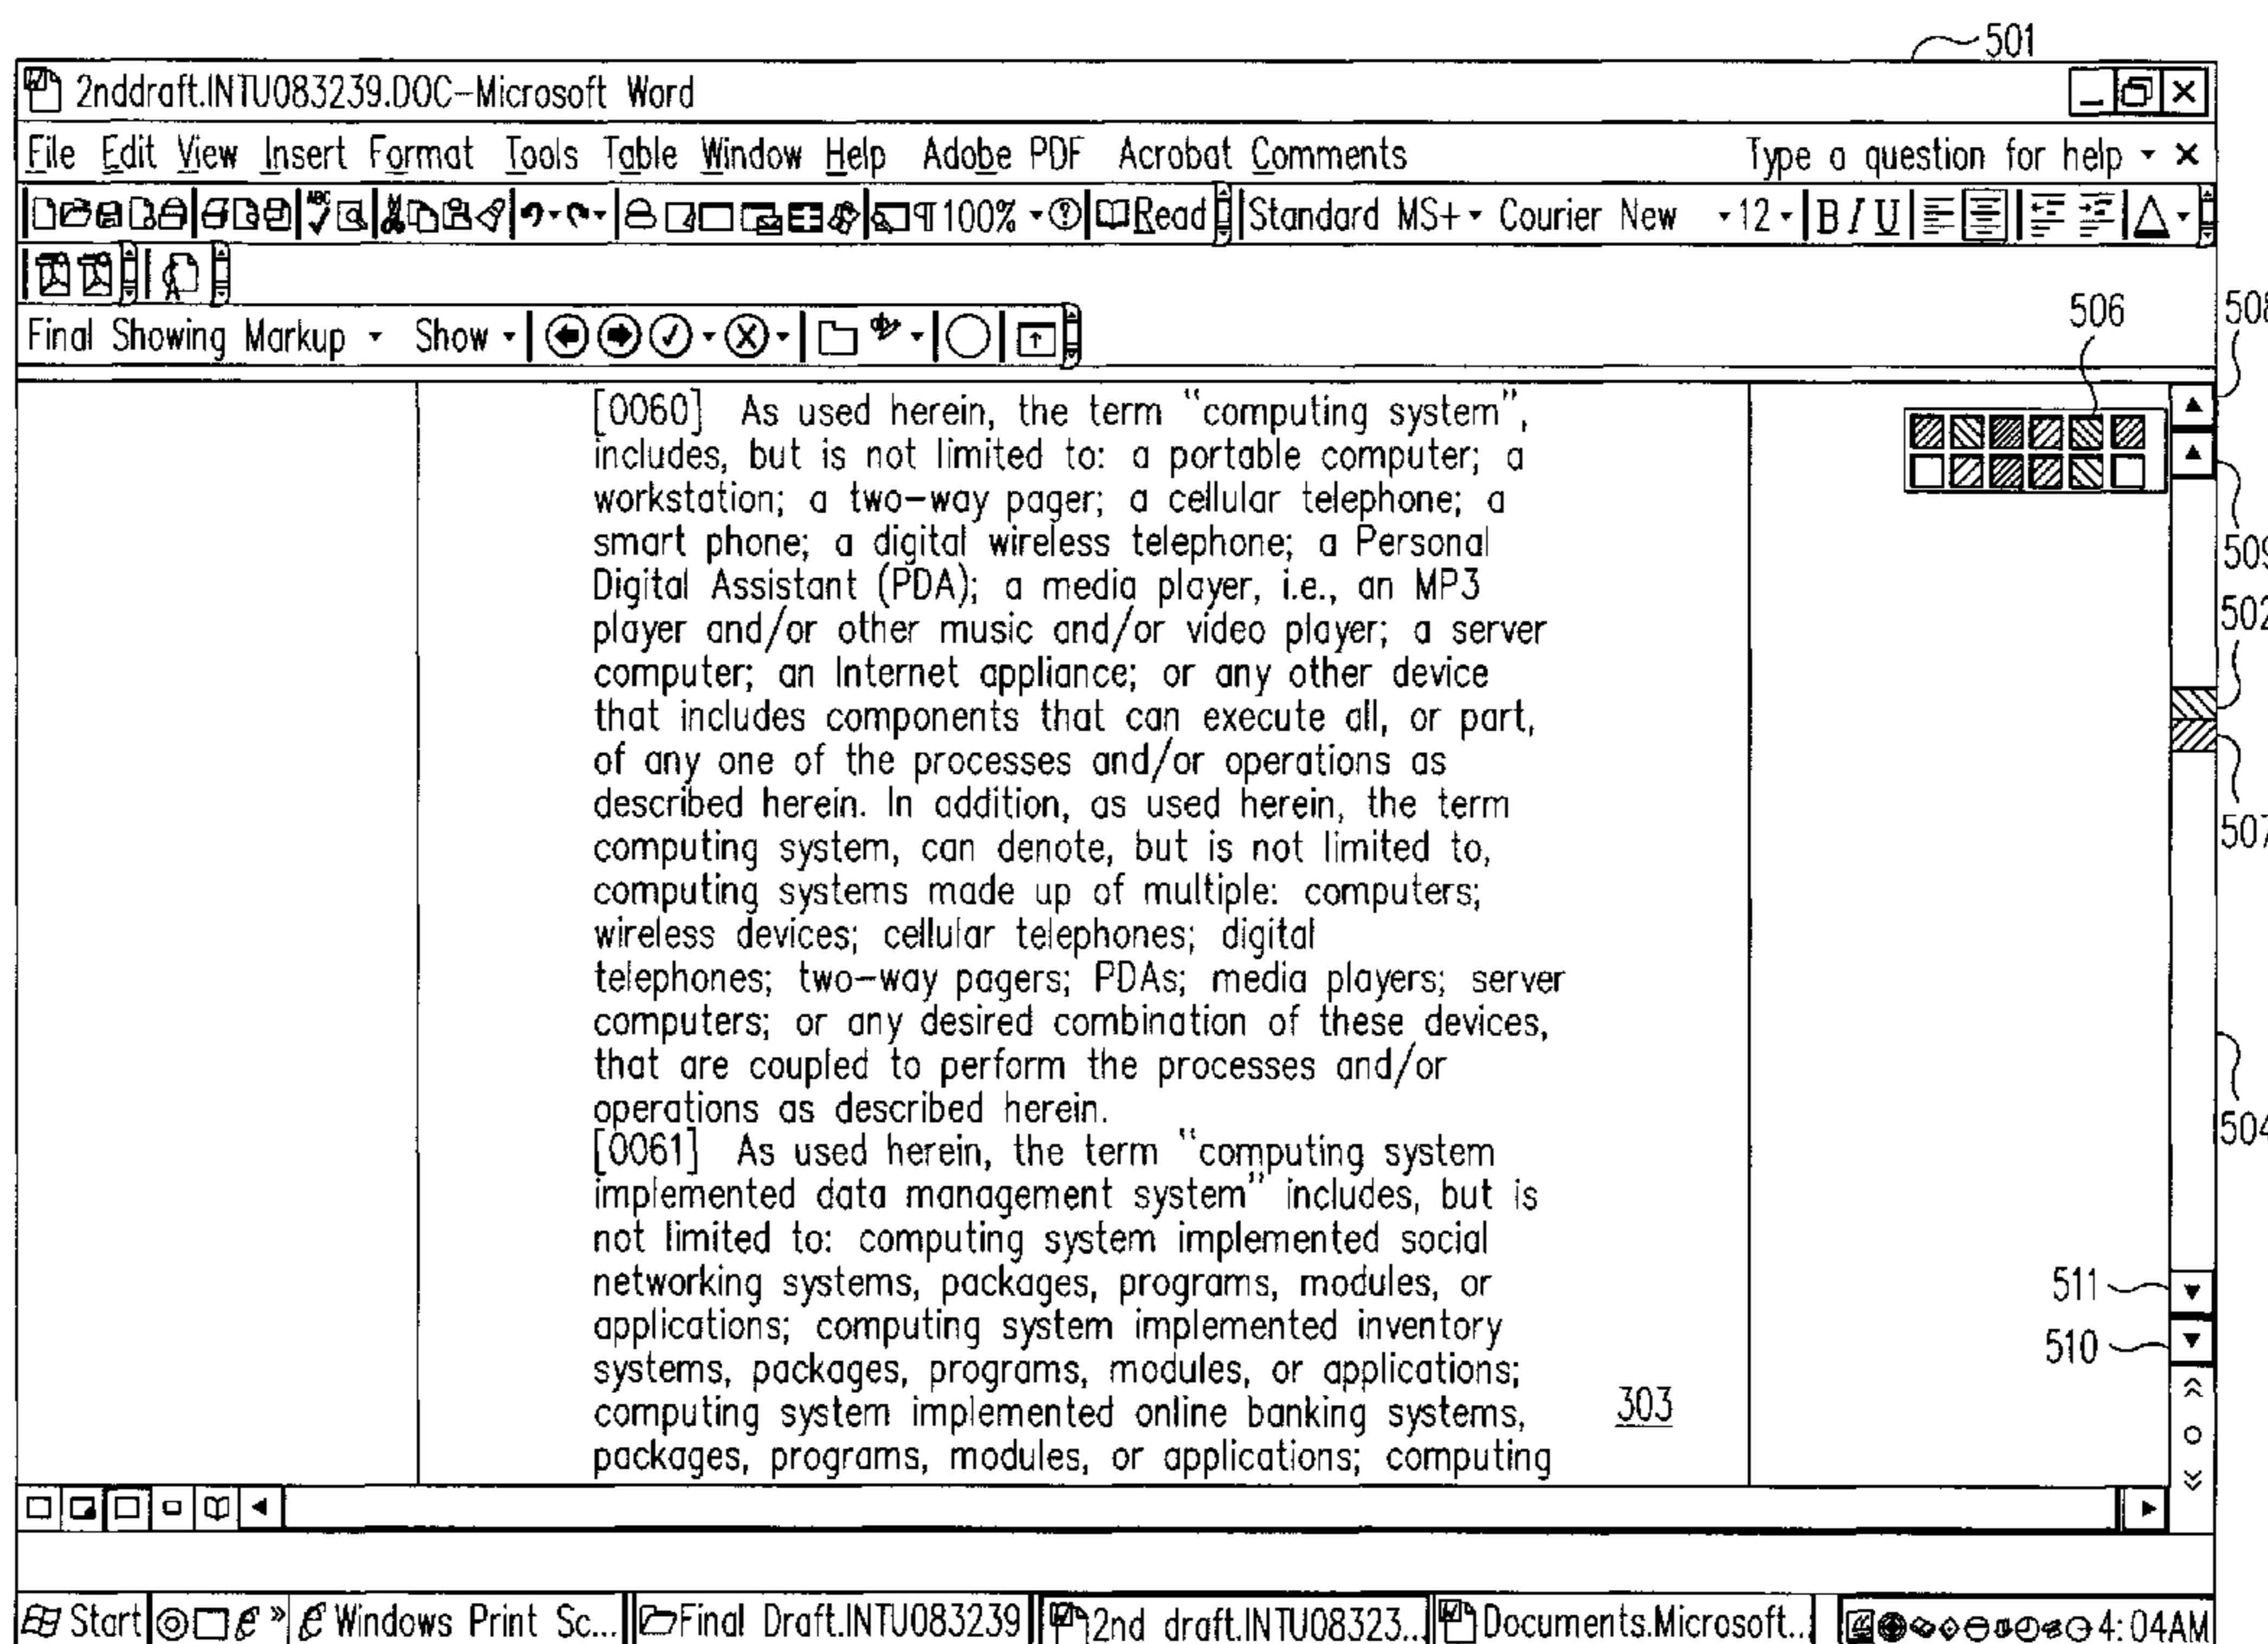 501
2nddraft.INTU083239.DOC-Microsoft Word
File Edit View Insert Format Tools Table Window Help Adobe PDF Acrobat Comments Type a question for help
ABC 100% Read Standard MS+ Courier New 12 B I U
Final Showing Markup Show
506
508
[0060] As used herein, the term "computing system",
includes, but is not limited to: a portable computer; a
workstation; a two-way pager; a cellular telephone; a
smart phone; a digital wireless telephone; a Personal
Digital Assistant (PDA); a media player, i.e., an MP3
player and/or other music and/or video player; a server
computer; an Internet appliance; or any other device
that includes components that can execute all, or part,
of any one of the processes and/or operations as
described herein. In addition, as used herein, the term
computing system, can denote, but is not limited to,
computing systems made up of multiple: computers;
wireless devices; cellular telephones; digital
telephones; two-way pagers; PDAs; media players; server
computers; or any desired combination of these devices,
that are coupled to perform the processes and/or
operations as described herein.
[0061] As used herein, the term "computing system
implemented data management system" includes, but is
not limited to: computing system implemented social
networking systems, packages, programs, modules, or
applications; computing system implemented inventory
systems, packages, programs, modules, or applications;
computing system implemented online banking systems,
packages, programs, modules, or applications; computing
303
509
502
507
504
511
510
Start Windows Print Sc... Final Draft.INTU083239 2nd draft.INTU08323.. Documents.Microsoft.. 4:04AM